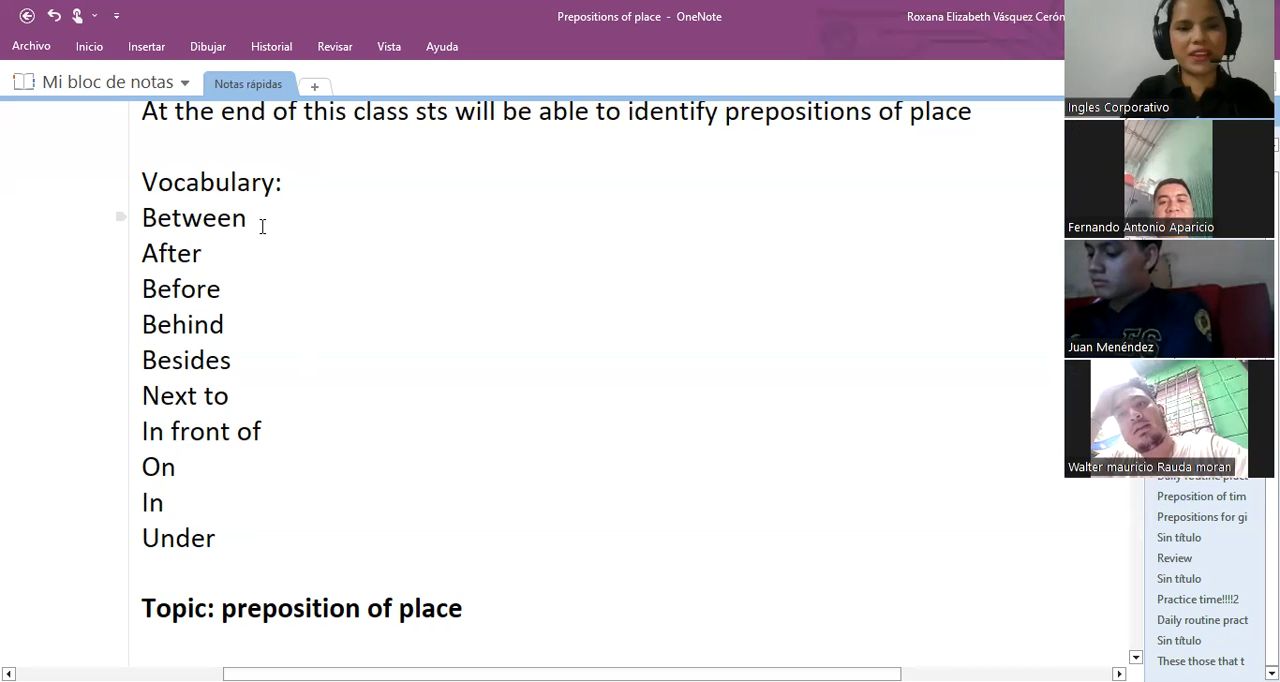 Prepositions of place - OneNote
Roxana Elizabeth Vásquez Cerón
Archivo Inicio Insertar Dibujar Historial Revisar Vista Ayuda
Mi bloc de notas Notas rápidas
At the end of this class sts will be able to identify prepositions of place
Vocabulary:
Between
After
Before
Behind
Besides
Next to
In front of
On
In
Under
Topic: preposition of place
Ingles Corporativo
Fernando Antonio Aparicio
Juan Menéndez
Walter mauricio Rauda moran
Daily routine pract
Preposition of tim
Prepositions for gi
Sin título
Review
Sin título
Practice time!!!!2
Daily routine pract
Sin título
These those that t